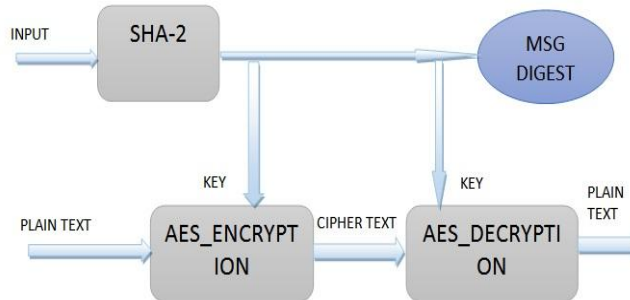 INPUT
SHA-2
MSG
DIGEST
KEY
KEY
PLAIN
TEXT
PLAIN TEXT
AES_ENCRYPT
ION
CIPHER TEXT
AES_DECRYPTI
ON